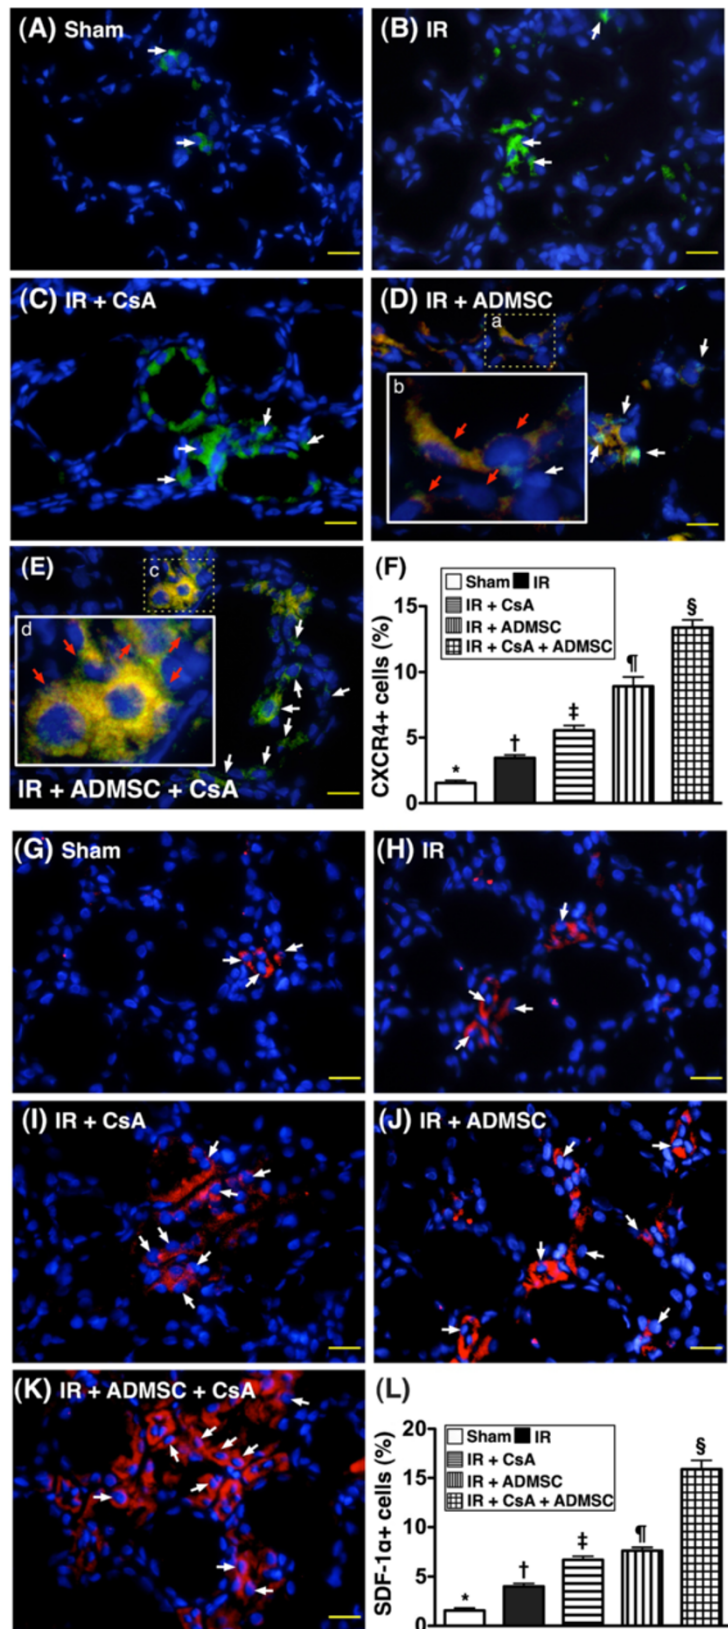 (A) Sham
(B) IR
(C) IR + CsA
(D) IR + ADMSC
a
b
(E)
c
d
IR + ADMSC + CsA
(F)
Sham IR
IR + CsA
IR + ADMSC
IR + CsA + ADMSC
CXCR4+ cells (%)
15
10
5
0
* † ‡ ¶ §
(G) Sham
(H) IR
(I) IR + CsA
(J) IR + ADMSC
(K) IR + ADMSC + CsA
(L)
Sham IR
IR + CsA
IR + ADMSC
IR + CsA + ADMSC
SDF-1α+ cells (%)
20
15
10
5
0
* † ‡ ¶ §